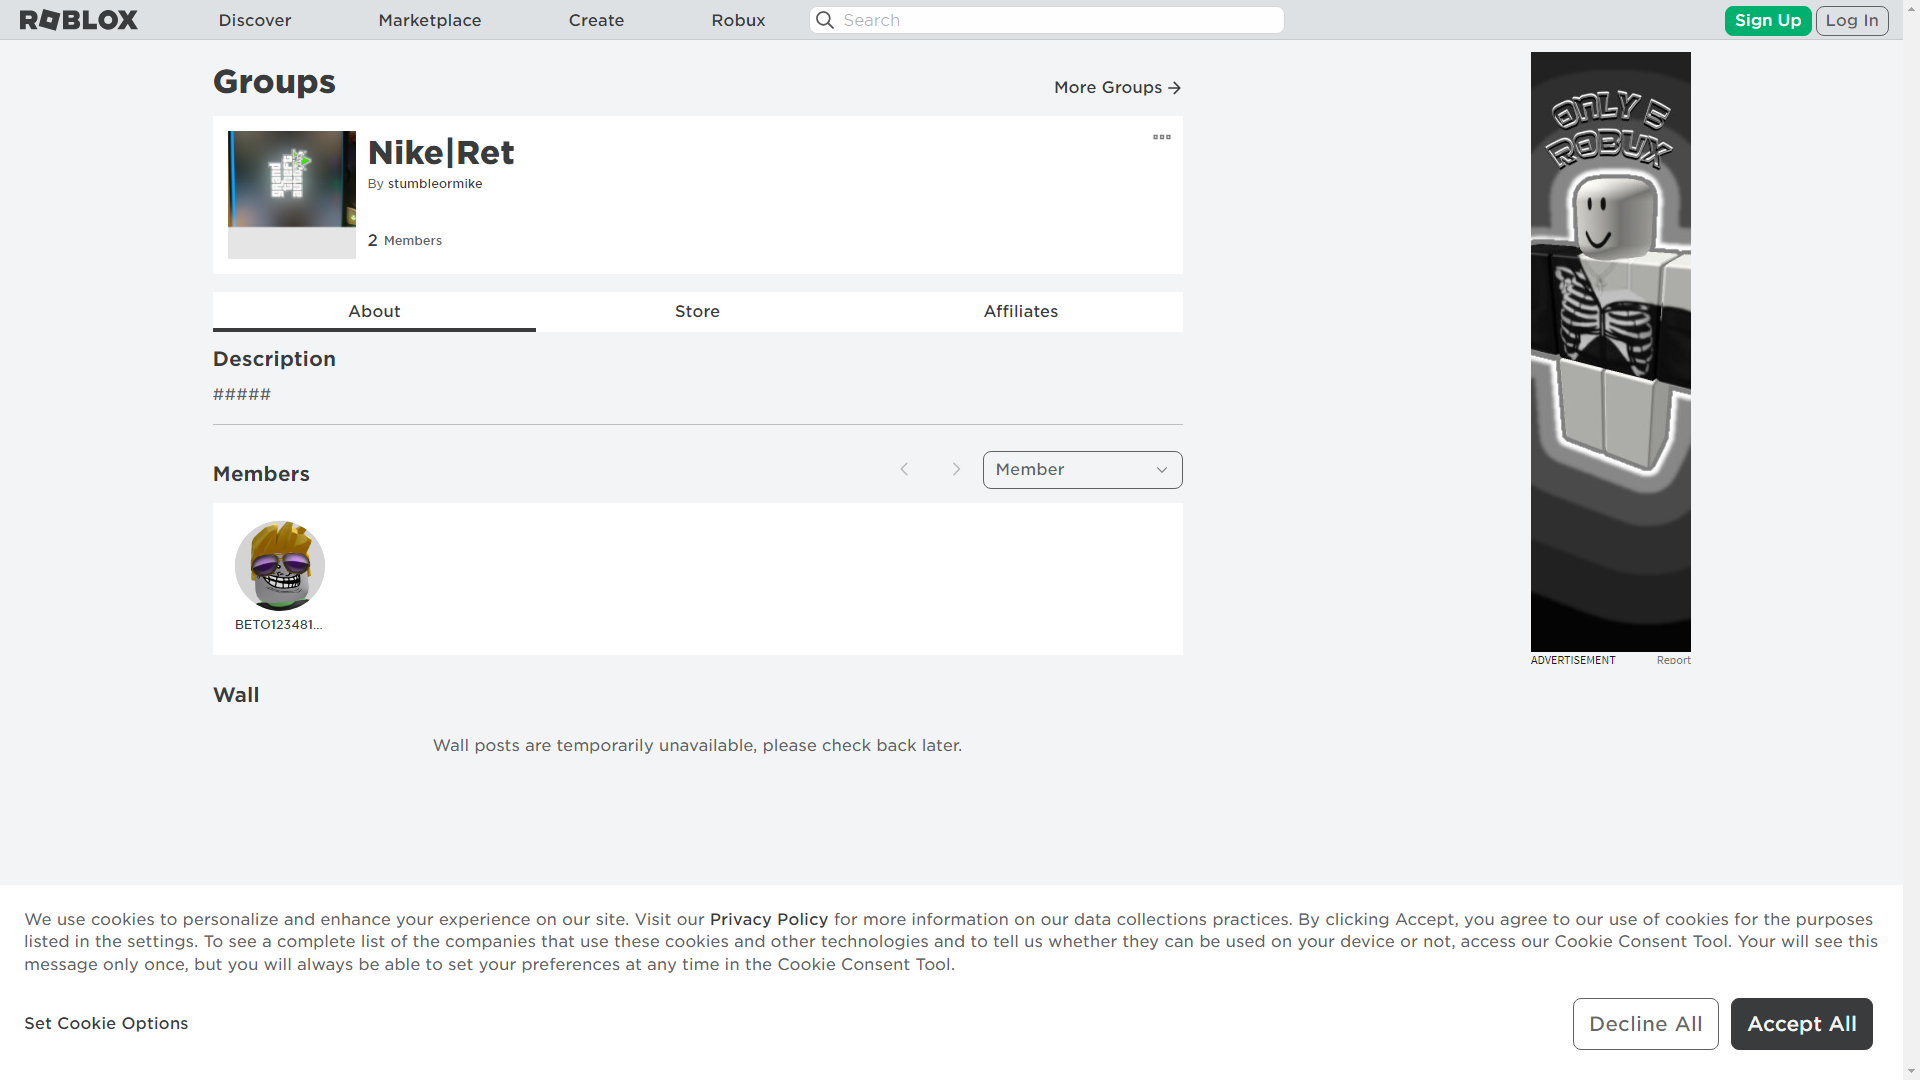 ROBLOX
Discover
Marketplace
Create
Robux
Search
Sign Up
Log In
Groups
More Groups
Nike|Ret
By stumbleormike
2 Members
grand
theft
auto
About
Store
Affiliates
Description
#####
Members
Member
BETO123481...
Wall
Wall posts are temporarily unavailable, please check back later.
ONLY 5
ROBUX
ADVERTISEMENT
Report
We use cookies to personalize and enhance your experience on our site. Visit our Privacy Policy for more information on our data collections practices. By clicking Accept, you agree to our use of cookies for the purposes
listed in the settings. To see a complete list of the companies that use these cookies and other technologies and to tell us whether they can be used on your device or not, access our Cookie Consent Tool. Your will see this
message only once, but you will always be able to set your preferences at any time in the Cookie Consent Tool.
Set Cookie Options
Decline All
Accept All